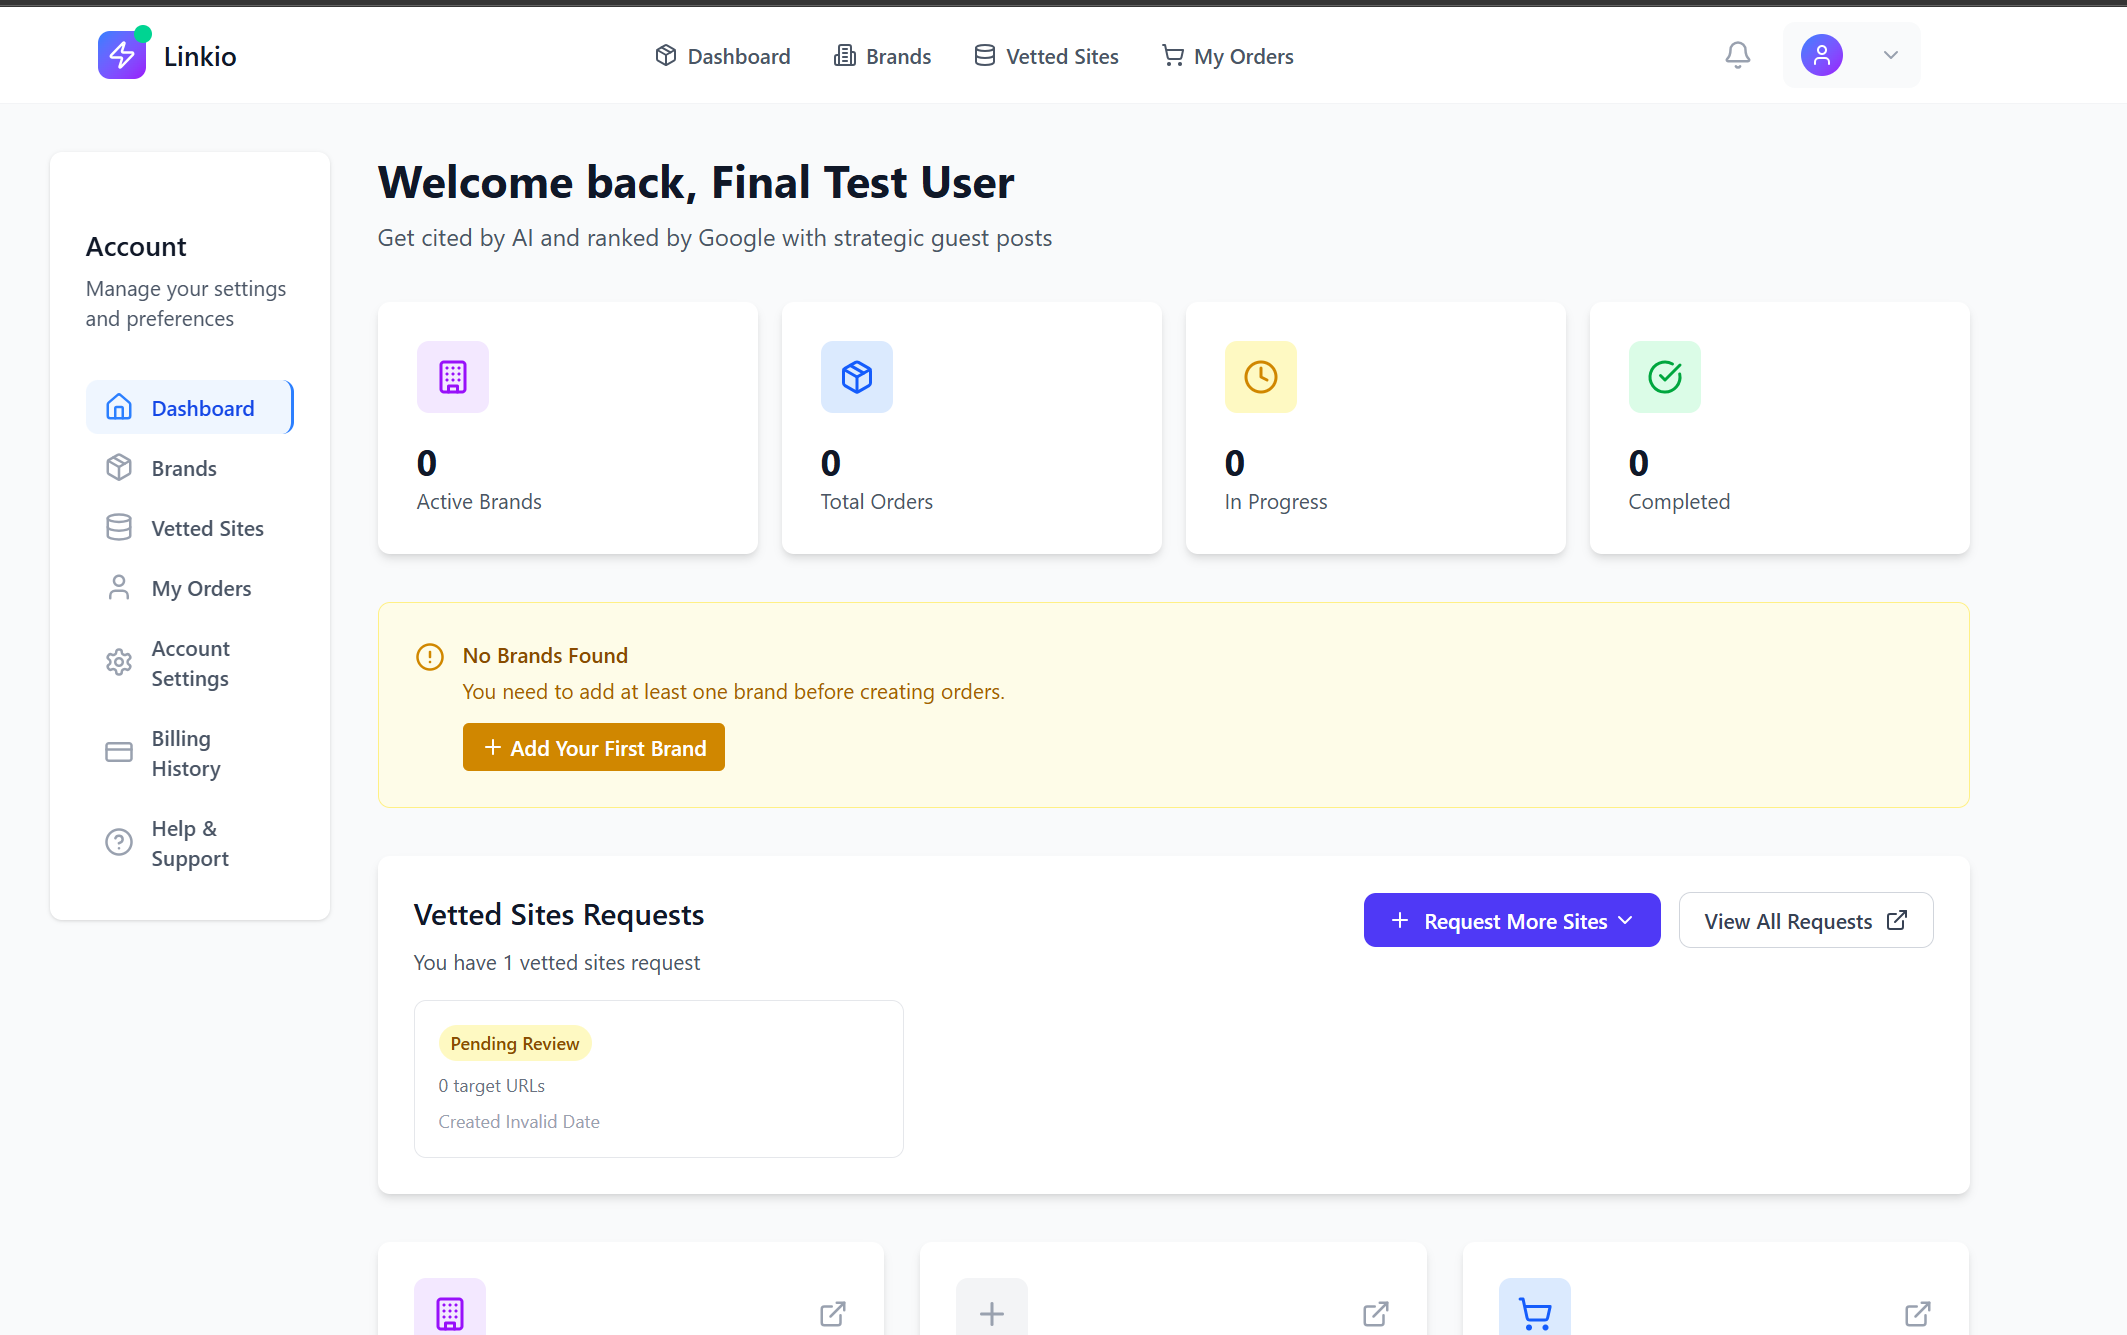 Linkio
Dashboard
Brands
Vetted Sites
My Orders
Account
Manage your settings
and preferences
Dashboard
Brands
Vetted Sites
My Orders
Account
Settings
Billing
History
Help &
Support
Welcome back, Final Test User
Get cited by AI and ranked by Google with strategic guest posts
0
Active Brands
0
Total Orders
0
In Progress
0
Completed
No Brands Found
You need to add at least one brand before creating orders.
Add Your First Brand
Vetted Sites Requests
You have 1 vetted sites request
Request More Sites
View All Requests
Pending Review
0 target URLs
Created Invalid Date